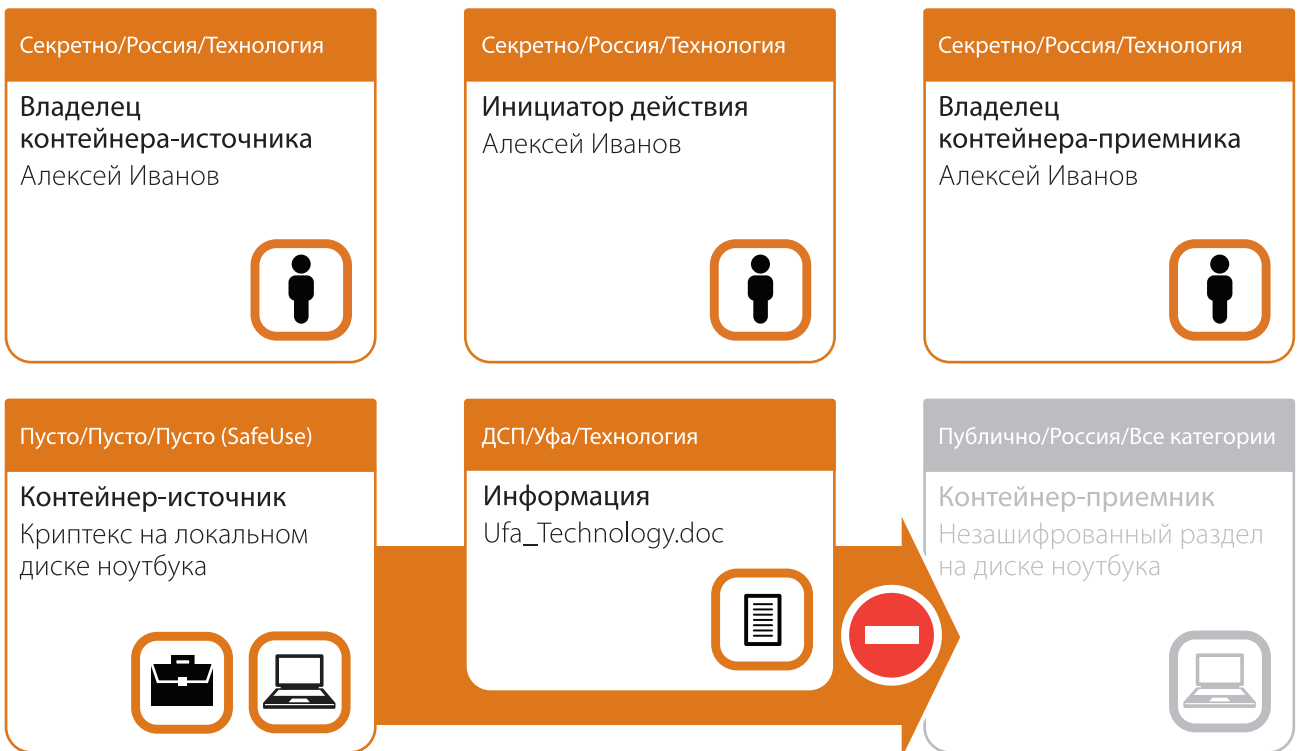 Секретно/Россия/Технология
Владелец
контейнера-источника
Алексей Иванов
Секретно/Россия/Технология
Инициатор действия
Алексей Иванов
Секретно/Россия/Технология
Владелец
контейнера-приемника
Алексей Иванов
Пусто/Пусто/Пусто (SafeUse)
Контейнер-источник
Криптекс на локальном
диске ноутбука
ДСП/Уфа/Технология
Информация
Ufa_Technology.doc
Публично/Россия/Все категории
Контейнер-приемник
Незашифрованный раздел
на диске ноутбука